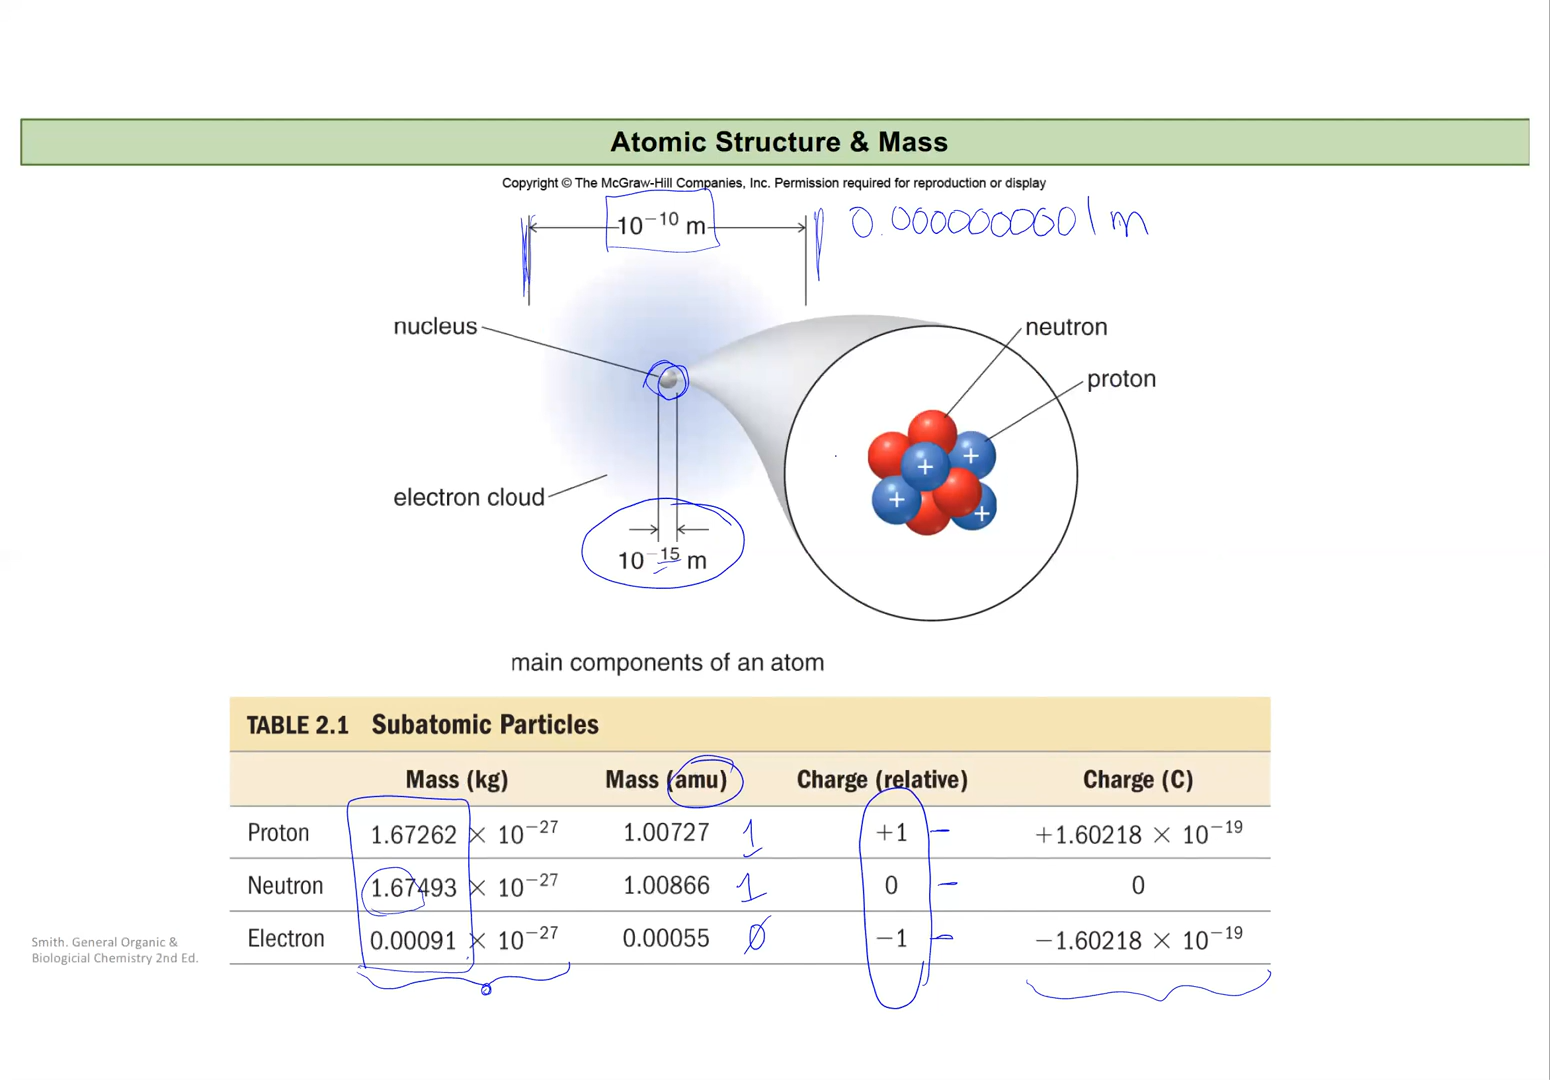 Atomic Structure & Mass
Copyright © The McGraw-Hill Companies, Inc. Permission required for reproduction or display
10⁻¹⁰ m 0.0000000001 m
nucleus
neutron
proton
+ +
+ +
electron cloud
10⁻¹⁵ m
main components of an atom
TABLE 2.1 Subatomic Particles
Mass (kg) Mass (amu) Charge (relative) Charge (C)
Proton 1.67262 × 10⁻²⁷ 1.00727 1 +1 – +1.60218 × 10⁻¹⁹
Neutron 1.67493 × 10⁻²⁷ 1.00866 1 0 – 0
Electron 0.00091 × 10⁻²⁷ 0.00055 0 −1 – −1.60218 × 10⁻¹⁹
Smith. General Organic &
Biologicial Chemistry 2nd Ed.